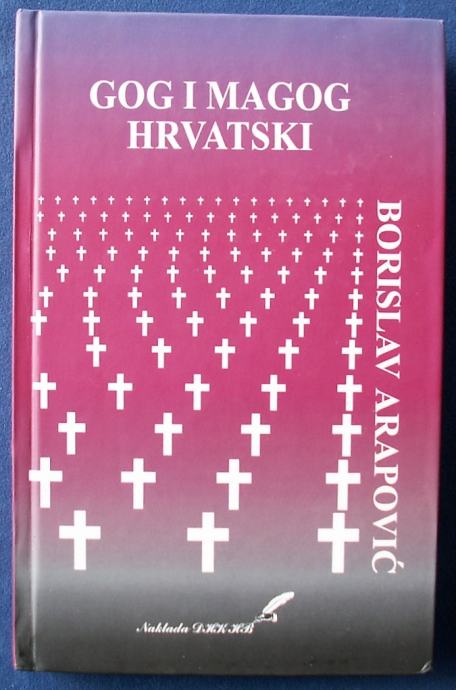 GOG I MAGOG
HRVATSKI
BORISLAV ARAPOVIĆ
Naklada DHK HB